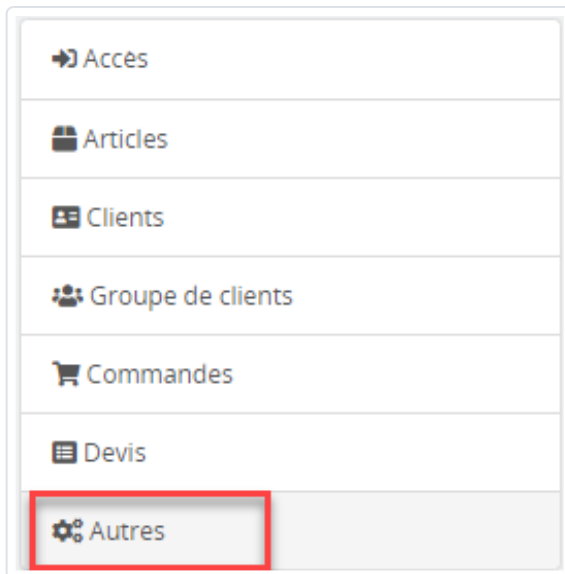 Accès
Articles
Clients
Groupe de clients
Commandes
Devis
Autres